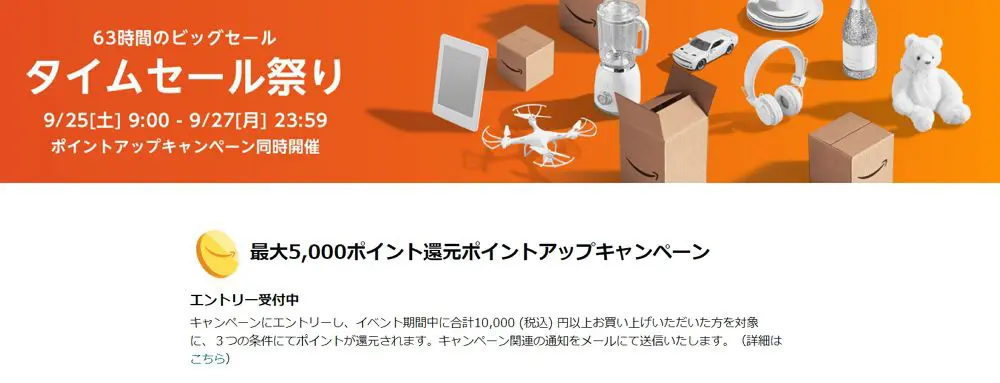 63時間のビッグセール
タイムセール祭り
9/25[土] 9:00 - 9/27[月] 23:59
ポイントアップキャンペーン同時開催
最大5,000ポイント還元ポイントアップキャンペーン
エントリー受付中
キャンペーンにエントリーし、イベント期間中に合計10,000 (税込) 円以上お買い上げいただいた方を対象
に、３つの条件にてポイントが還元されます。キャンペーン関連の通知をメールにて送信いたします。（詳細は
こちら）